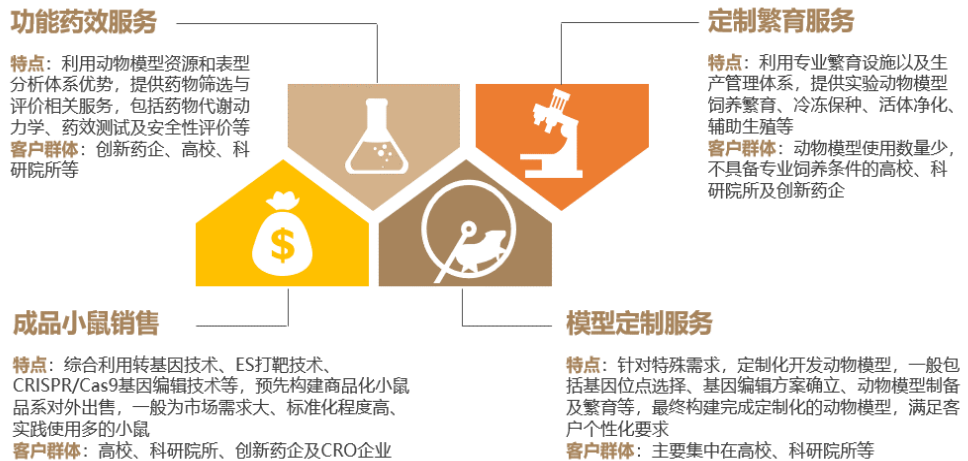 功能药效服务
特点：利用动物模型资源和表型
分析体系优势，提供药物筛选与
评价相关服务，包括药物代谢动
力学、药效测试及安全性评价等
客户群体：创新药企、高校、科
研院所等
定制繁育服务
特点：利用专业繁育设施以及生
产管理体系，提供实验动物模型
饲养繁育、冷冻保种、活体净化、
辅助生殖等
客户群体：动物模型使用数量少，
不具备专业饲养条件的高校、科
研院所及创新药企
$
成品小鼠销售
特点：综合利用转基因技术、ES打靶技术、
CRISPR/Cas9基因编辑技术等，预先构建商品化小鼠
品系对外出售，一般为市场需求大、标准化程度高、
实践使用多的小鼠
客户群体：高校、科研院所、创新药企及CRO企业
模型定制服务
特点：针对特殊需求，定制化开发动物模型，一般包
括基因位点选择、基因编辑方案确立、动物模型制备
及繁育等，最终构建完成定制化的动物模型，满足客
户个性化要求
客户群体：主要集中在高校、科研院所等